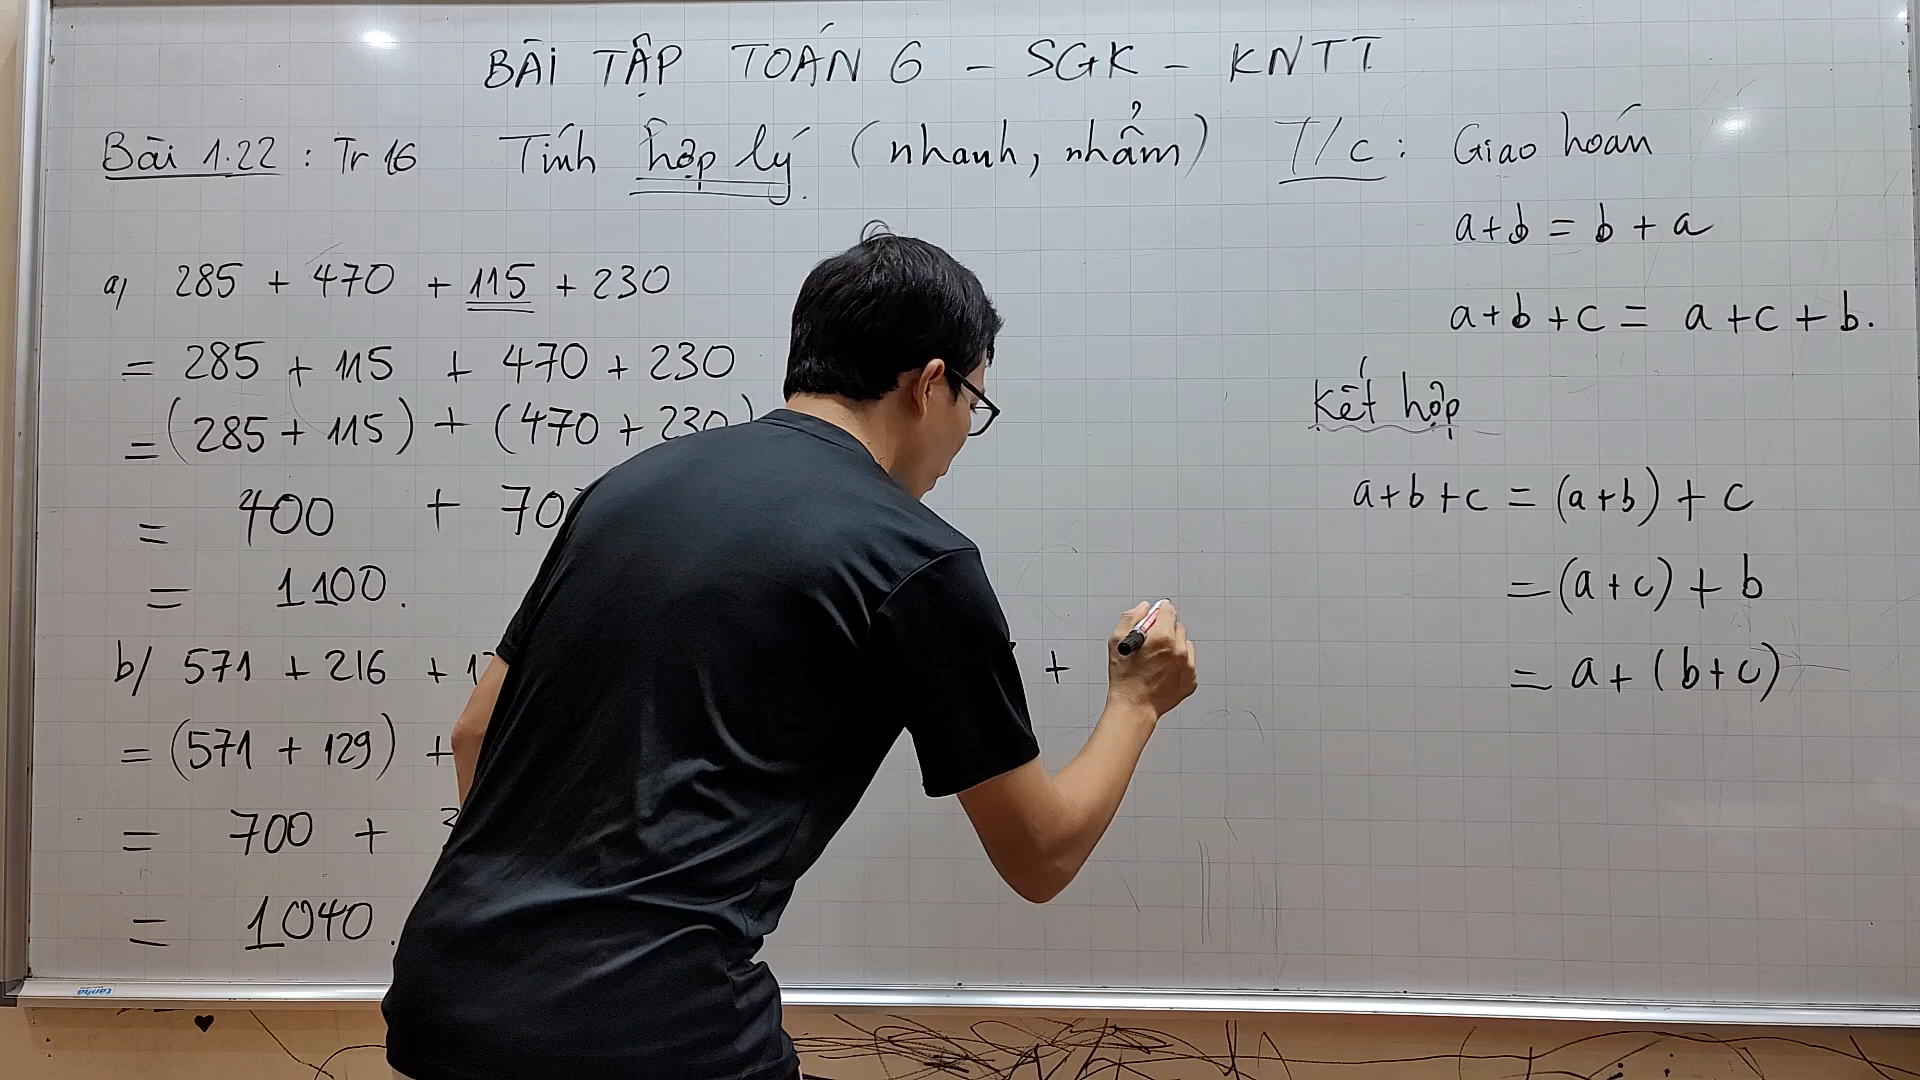 BÀI TẬP TOÁN 6 - SGK - KNTT
Bài 1.22 : Tr 16 Tính hợp lý (nhanh, nhẩm) T/c : Giao hoán
a+b = b + a
a+b+c = a+c+b.
Kết hợp
a+b+c = (a+b) + c
= (a+c) + b
= a + (b+c)
a) 285 + 470 + 115 + 230
= 285 + 115 + 470 + 230
= (285 + 115) + (470 + 230)
= 400 + 70
= 1100.
b/ 571 + 216 + 1
= (571 + 129) +
= 700 +
= 1040.
+